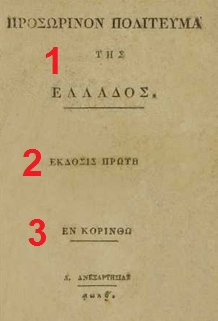 ΠΡΟΣΩΡΙΝΟΝ ΠΟΛΙΤΕΥΜΑ
1
ΤΗΣ
ΕΛΛΑΔΟΣ.
2
ΕΚΔΟΣΙΣ ΠΡΩΤΗ
3
ΕΝ ΚΟΡΙΝΘΩ
Α. ΑΝΕΞΑΡΤΗΣΙΑΣ